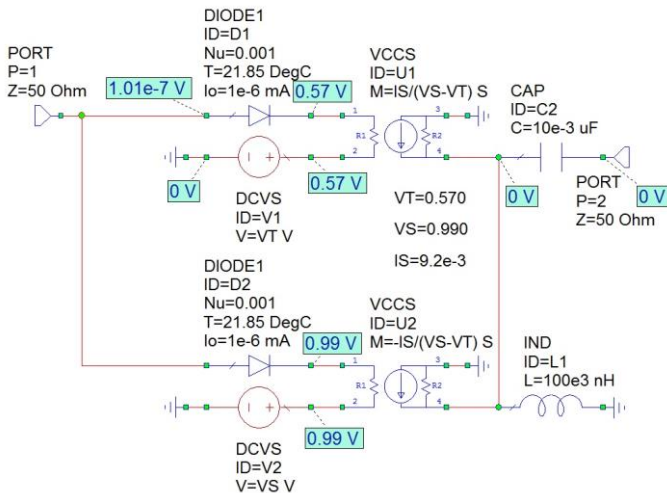 DIODE1
ID=D1
Nu=0.001
T=21.85 DegC
Io=1e-6 mA
PORT
P=1
Z=50 Ohm
1.01e-7 V
0.57 V
VCCS
ID=U1
M=IS/(VS-VT) S
1
2
R1
R2
3
4
CAP
ID=C2
C=10e-3 uF
0 V
0.57 V
DCVS
ID=V1
V=VT V
VT=0.570
VS=0.990
IS=9.2e-3
0 V
PORT
P=2
Z=50 Ohm
0 V
DIODE1
ID=D2
Nu=0.001
T=21.85 DegC
Io=1e-6 mA
0.99 V
VCCS
ID=U2
M=-IS/(VS-VT) S
1
2
R1
R2
3
4
IND
ID=L1
L=100e3 nH
0.99 V
DCVS
ID=V2
V=VS V